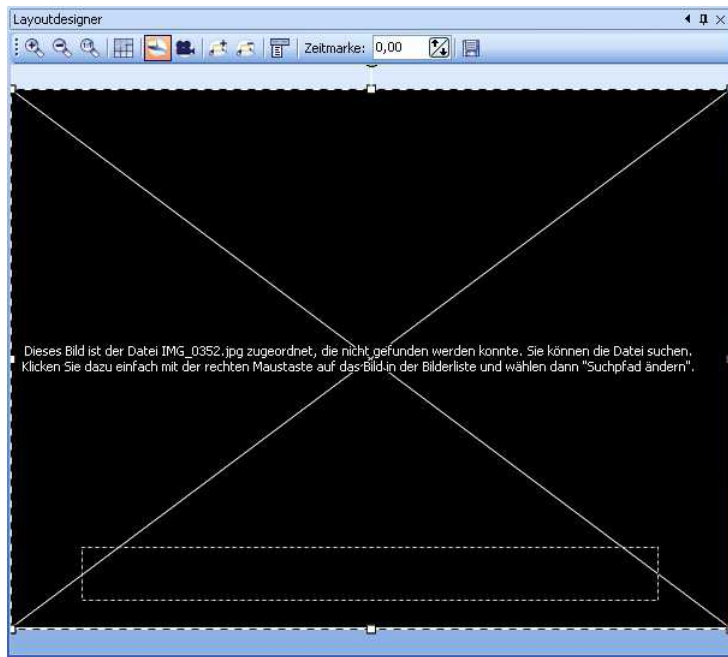 Layoutdesigner
Zeitmarke: 0,00
Dieses Bild ist der Datei IMG_0352.jpg zugeordnet, die nicht gefunden werden konnte. Sie können die Datei suchen.
Klicken Sie dazu einfach mit der rechten Maustaste auf das Bild in der Bilderliste und wählen dann "Suchpfad ändern".